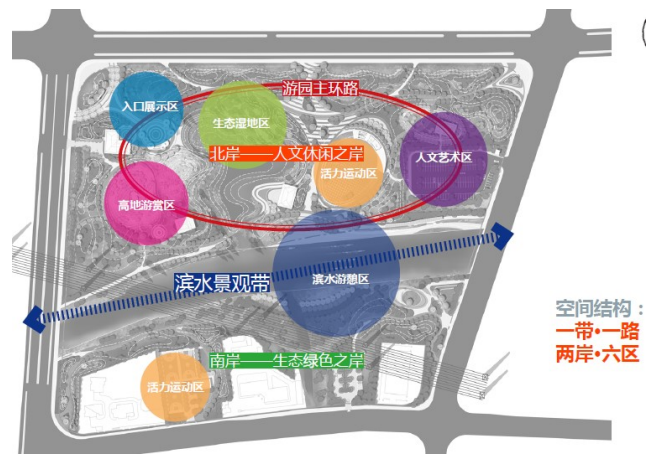 游园主环路
入口展示区
生态湿地区
北岸——人文休闲之岸
人文艺术区
活力运动区
高地游赏区
滨水景观带
滨水游憩区
空间结构：
一带•一路
两岸•六区
南岸——生态绿色之岸
活力运动区